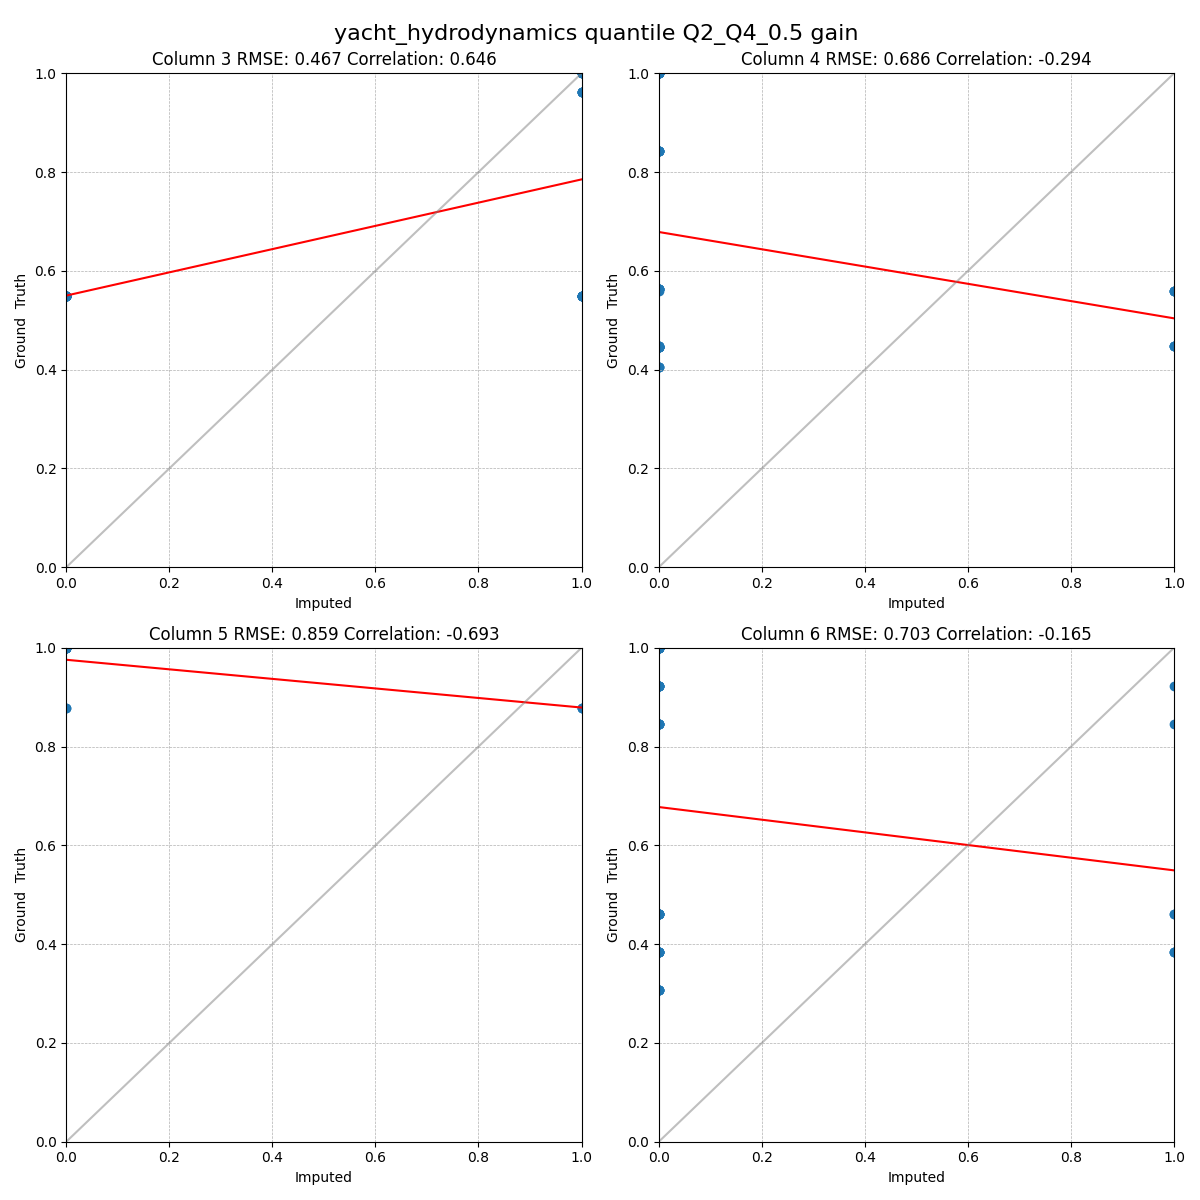 yacht_hydrodynamics quantile Q2_Q4_0.5 gain
Column 3 RMSE: 0.467 Correlation: 0.646
1.0
0.8
0.6
0.4
0.2
0.0
Ground Truth
0.0 0.2 0.4 0.6 0.8 1.0
Imputed
Column 4 RMSE: 0.686 Correlation: -0.294
1.0
0.8
0.6
0.4
0.2
0.0
Ground Truth
0.0 0.2 0.4 0.6 0.8 1.0
Imputed
Column 5 RMSE: 0.859 Correlation: -0.693
1.0
0.8
0.6
0.4
0.2
0.0
Ground Truth
0.0 0.2 0.4 0.6 0.8 1.0
Imputed
Column 6 RMSE: 0.703 Correlation: -0.165
1.0
0.8
0.6
0.4
0.2
0.0
Ground Truth
0.0 0.2 0.4 0.6 0.8 1.0
Imputed